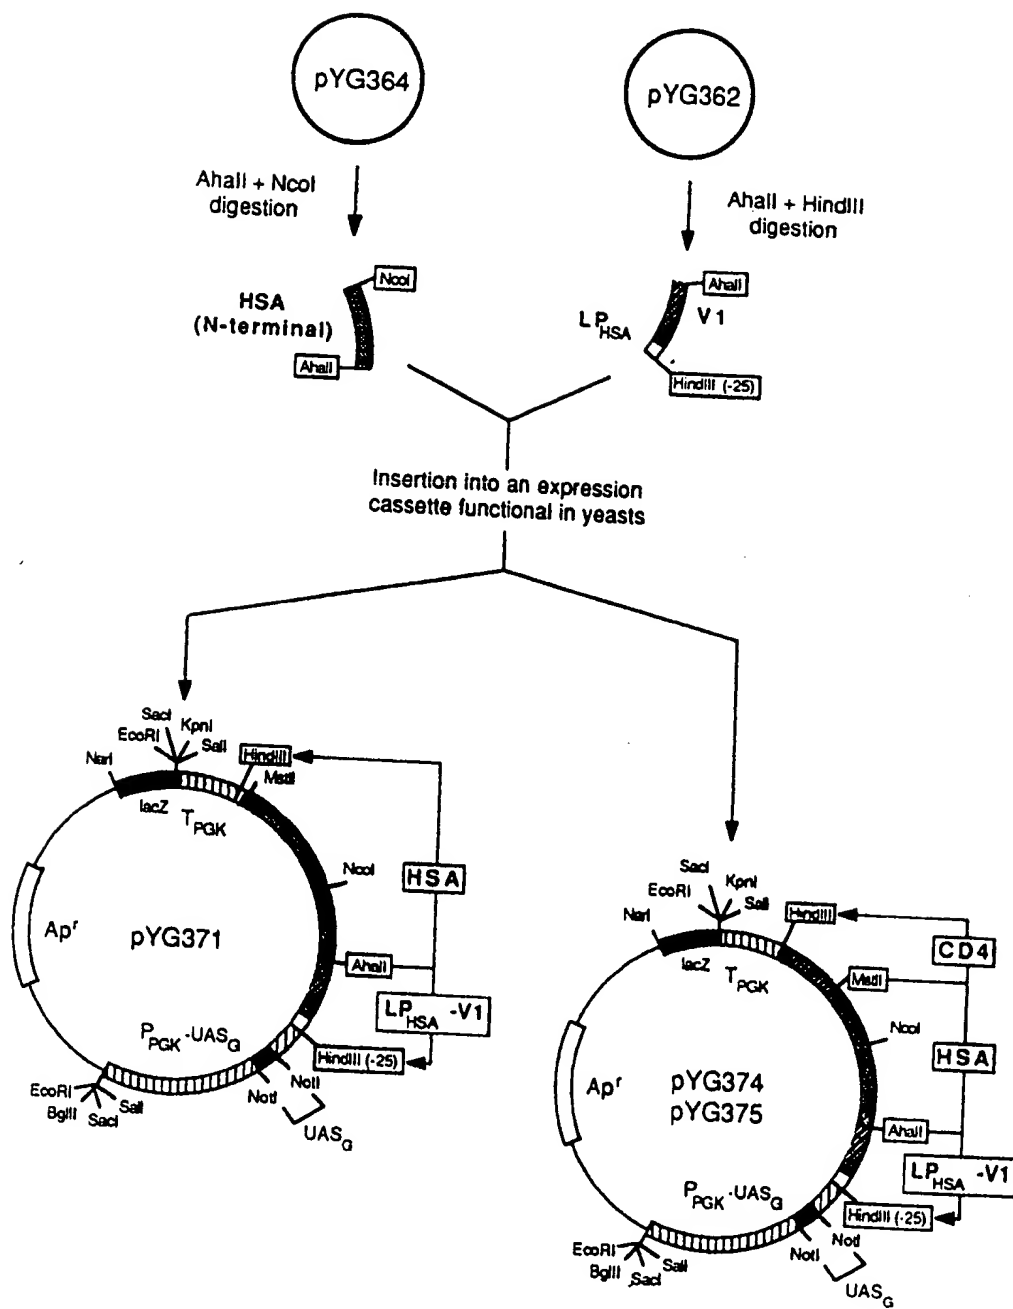 pYG364
pYG362
AhaII + NcoI
digestion
AhaII + HindIII
digestion
NcoI
HSA
(N-terminal)
AhaII
AhaII
LP HSA
V1
HindIII (-25)
Insertion into an expression
cassette functional in yeasts
SacI
KpnI
EcoRI
SalI
NarI
HindIII
MstII
lacZ
T PGK
NcoI
HSA
Ap r
pYG371
AhaII
LP HSA -V1
P PGK -UAS G
HindIII (-25)
NotI
NotI
EcoRI
BglII
SacI
SalI
UAS G
SacI
KpnI
EcoRI
SalI
NarI
HindIII
lacZ
T PGK
CD4
MstII
NcoI
HSA
Ap r
pYG374
pYG375
AhaII
LP HSA -V1
P PGK -UAS G
HindIII (-25)
NotI
NotI
EcoRI
BglII
SacI
SalI
UAS G